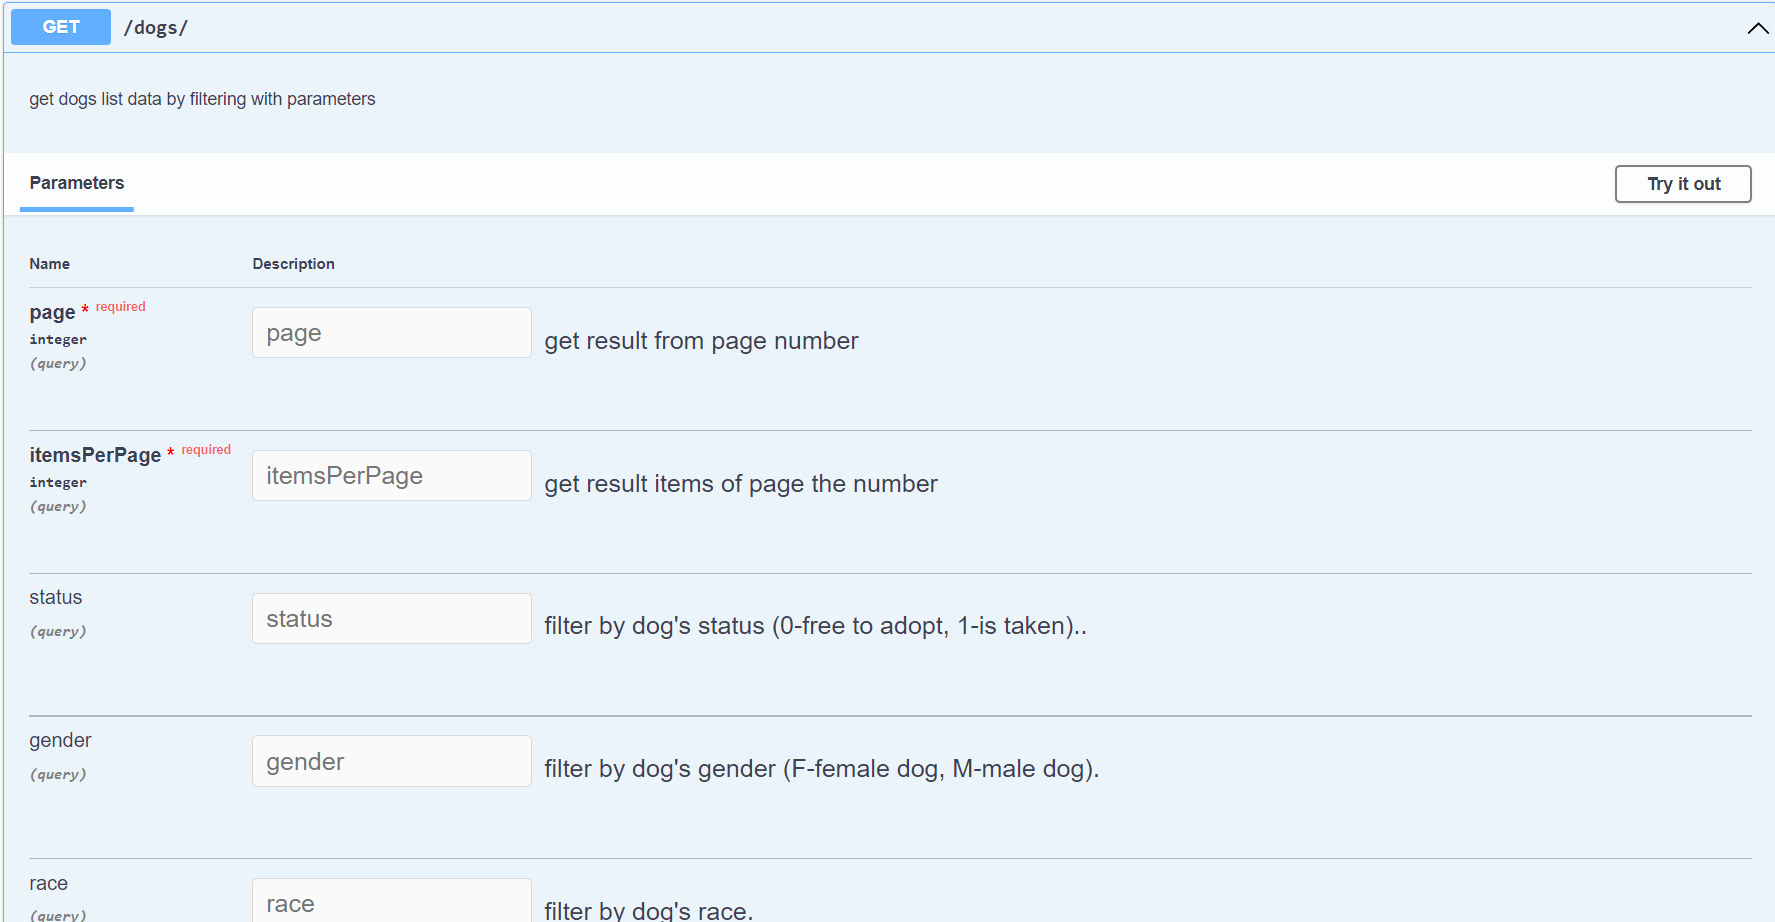 GET /dogs/
get dogs list data by filtering with parameters
Parameters
Try it out
Name Description
page * required
integer
(query)
page
get result from page number
itemsPerPage * required
integer
(query)
itemsPerPage
get result items of page the number
status
(query)
status
filter by dog's status (0-free to adopt, 1-is taken)..
gender
(query)
gender
filter by dog's gender (F-female dog, M-male dog).
race
(query)
race
filter by dog's race.